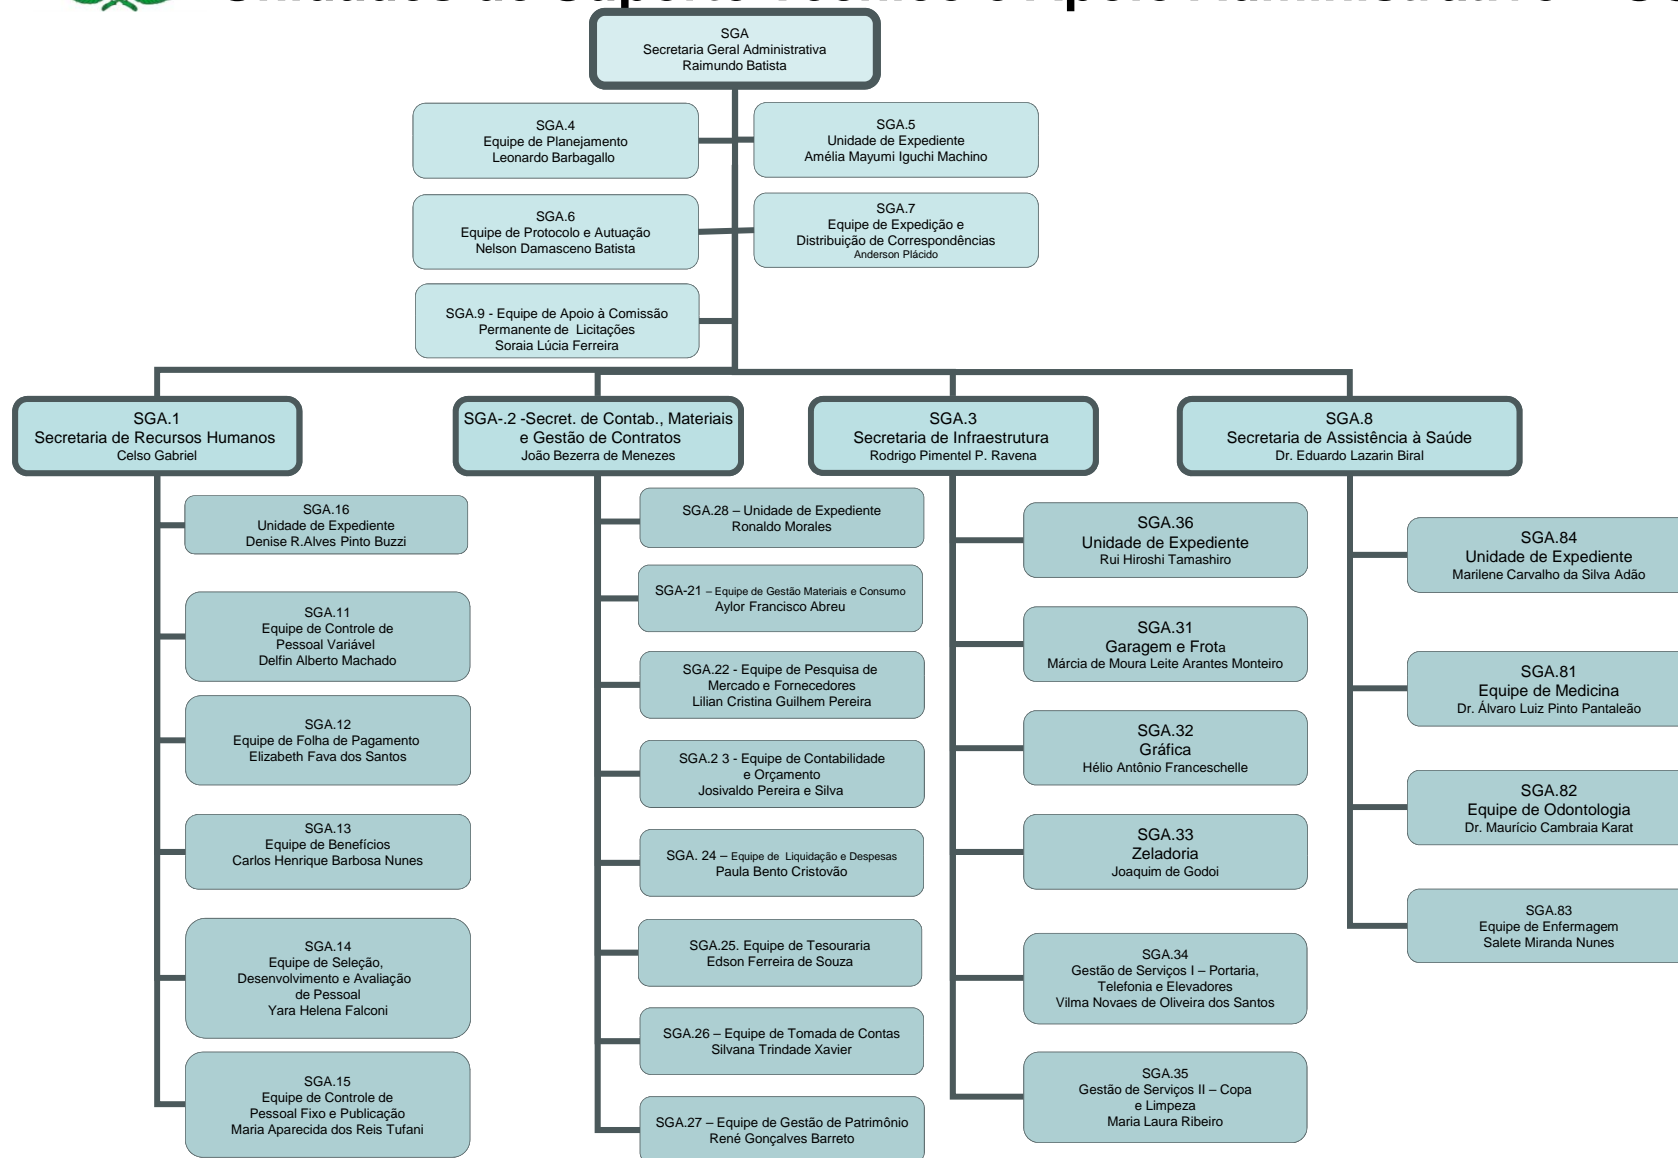 SGA
Secretaria Geral Administrativa
Raimundo Batista
SGA.4
Equipe de Planejamento
Leonardo Barbagallo
SGA.5
Unidade de Expediente
Amélia Mayumi Iguchi Machino
SGA.6
Equipe de Protocolo e Autuação
Nelson Damasceno Batista
SGA.7
Equipe de Expedição e
Distribuição de Correspondências
Anderson Plácido
SGA.9 - Equipe de Apoio à Comissão
Permanente de Licitações
Soraia Lúcia Ferreira
SGA.1
Secretaria de Recursos Humanos
Celso Gabriel
SGA-.2 -Secret. de Contab., Materiais
e Gestão de Contratos
João Bezerra de Menezes
SGA.3
Secretaria de Infraestrutura
Rodrigo Pimentel P. Ravena
SGA.8
Secretaria de Assistência à Saúde
Dr. Eduardo Lazarin Biral
SGA.16
Unidade de Expediente
Denise R.Alves Pinto Buzzi
SGA.11
Equipe de Controle de
Pessoal Variável
Delfin Alberto Machado
SGA.12
Equipe de Folha de Pagamento
Elizabeth Fava dos Santos
SGA.13
Equipe de Benefícios
Carlos Henrique Barbosa Nunes
SGA.14
Equipe de Seleção,
Desenvolvimento e Avaliação
de Pessoal
Yara Helena Falconi
SGA.15
Equipe de Controle de
Pessoal Fixo e Publicação
Maria Aparecida dos Reis Tufani
SGA.28 – Unidade de Expediente
Ronaldo Morales
SGA-21 – Equipe de Gestão Materiais e Consumo
Aylor Francisco Abreu
SGA.22 - Equipe de Pesquisa de
Mercado e Fornecedores
Lilian Cristina Guilhem Pereira
SGA.2 3 - Equipe de Contabilidade
e Orçamento
Josivaldo Pereira e Silva
SGA. 24 – Equipe de Liquidação e Despesas
Paula Bento Cristovão
SGA.25. Equipe de Tesouraria
Edson Ferreira de Souza
SGA.26 – Equipe de Tomada de Contas
Silvana Trindade Xavier
SGA.27 – Equipe de Gestão de Patrimônio
René Gonçalves Barreto
SGA.36
Unidade de Expediente
Rui Hiroshi Tamashiro
SGA.31
Garagem e Frota
Márcia de Moura Leite Arantes Monteiro
SGA.32
Gráfica
Hélio Antônio Franceschelle
SGA.33
Zeladoria
Joaquim de Godoi
SGA.34
Gestão de Serviços I – Portaria,
Telefonia e Elevadores
Vilma Novaes de Oliveira dos Santos
SGA.35
Gestão de Serviços II – Copa
e Limpeza
Maria Laura Ribeiro
SGA.84
Unidade de Expediente
Marilene Carvalho da Silva Adão
SGA.81
Equipe de Medicina
Dr. Álvaro Luiz Pinto Pantaleão
SGA.82
Equipe de Odontologia
Dr. Maurício Cambraia Karat
SGA.83
Equipe de Enfermagem
Salete Miranda Nunes